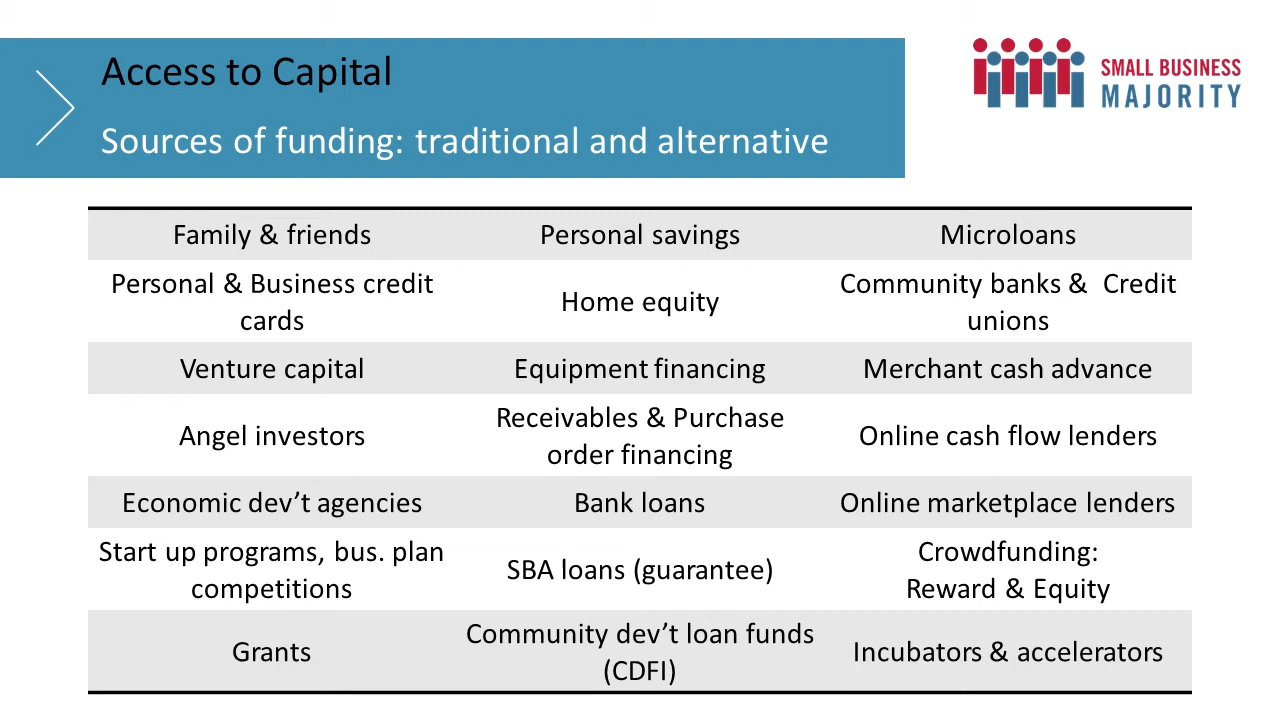 Access to Capital
Sources of funding: traditional and alternative
SMALL BUSINESS
MAJORITY
Family & friends
Personal savings
Microloans
Personal & Business credit
cards
Home equity
Community banks &  Credit
unions
Venture capital
Equipment financing
Merchant cash advance
Angel investors
Receivables & Purchase
order financing
Online cash flow lenders
Economic dev’t agencies
Bank loans
Online marketplace lenders
Start up programs, bus. plan
competitions
SBA loans (guarantee)
Crowdfunding:
Reward & Equity
Grants
Community dev’t loan funds
(CDFI)
Incubators & accelerators